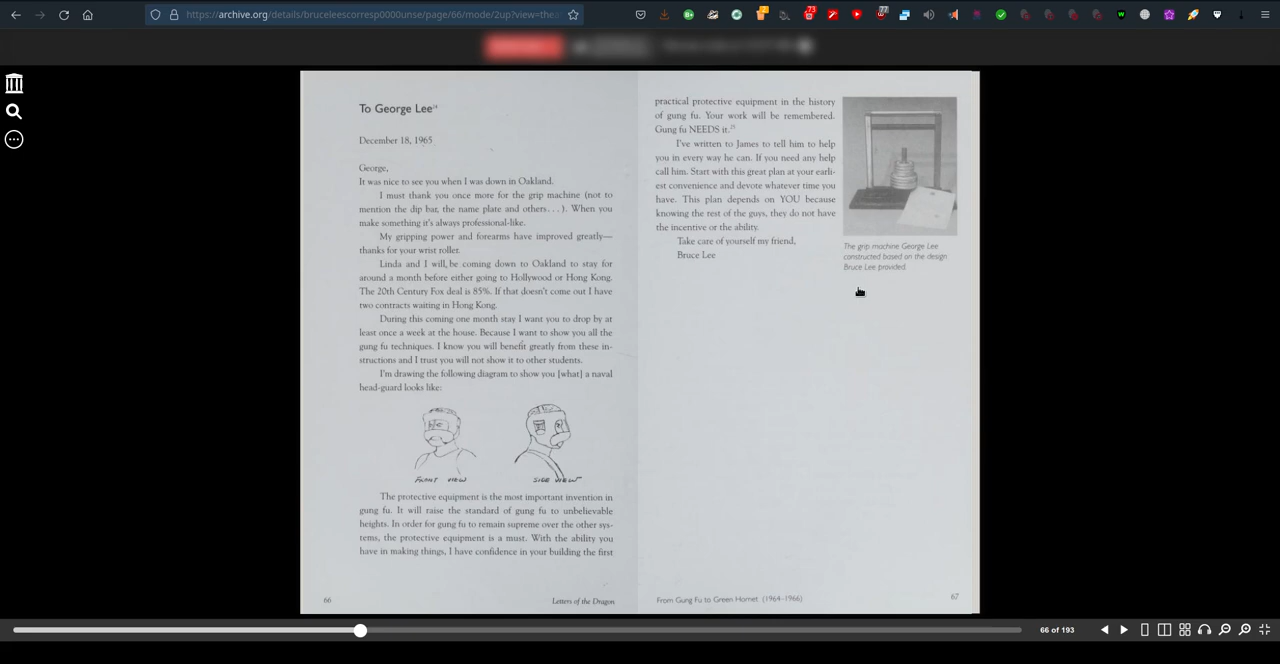 https://archive.org/details/bruceleescorresp0000unse/page/66/mode/2up?view=thea
73
To George Lee24
December 18, 1965
George,
It was nice to see you when I was down in Oakland.
I must thank you once more for the grip machine (not to
mention the dip bar, the name plate and others . . . ). When you
make something it's always professional-like.
My gripping power and forearms have improved greatly—
thanks for your wrist roller.
Linda and I will be coming down to Oakland to stay for
around a month before either going to Hollywood or Hong Kong.
The 20th Century Fox deal is 85%. If that doesn't come out I have
two contracts waiting in Hong Kong.
During this coming one month stay I want you to drop by at
least once a week at the house. Because I want to show you all the
gung fu techniques. I know you will benefit greatly from these in-
structions and I trust you will not show it to other students.
I'm drawing the following diagram to show you [what] a naval
head-guard looks like:
FRONT VIEW
SIDE VIEW
The protective equipment is the most important invention in
gung fu. It will raise the standard of gung fu to unbelievable
heights. In order for gung fu to remain supreme over the other sys-
tems, the protective equipment is a must. With the ability you
have in making things, I have confidence in your building the first
66
Letters of the Dragon
practical protective equipment in the history
of gung fu. Your work will be remembered.
Gung fu NEEDS it.25
I've written to James to tell him to help
you in every way he can. If you need any help
call him. Start with this great plan at your earli-
est convenience and devote whatever time you
have. This plan depends on YOU because
knowing the rest of the guys, they do not have
the incentive or the ability.
Take care of yourself my friend,
Bruce Lee
The grip machine George Lee
constructed based on the design
Bruce Lee provided.
From Gung Fu to Green Hornet (1964–1966)
67
66 of 193